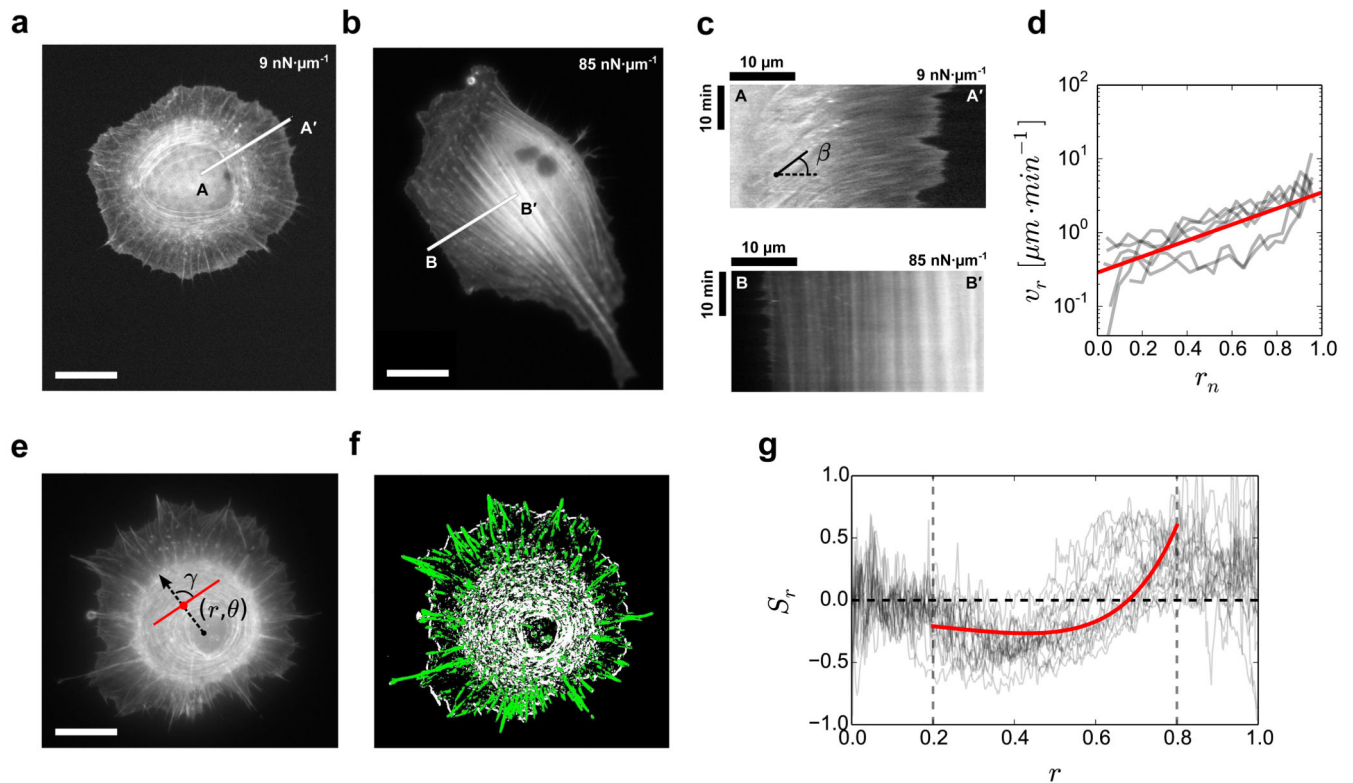 a
9 nN·μm⁻¹
A′
A
b
85 nN·μm⁻¹
B′
B
c
10 μm
9 nN·μm⁻¹
10 min
A
A′
β
10 μm
85 nN·μm⁻¹
10 min
B
B′
d
10²
10¹
10⁰
10⁻¹
v_r [μm·min⁻¹]
0.0 0.2 0.4 0.6 0.8 1.0
r_n
e
γ
(r,θ)
f
g
1.0
0.5
0.0
−0.5
−1.0
S_r
0.0 0.2 0.4 0.6 0.8 1.0
r